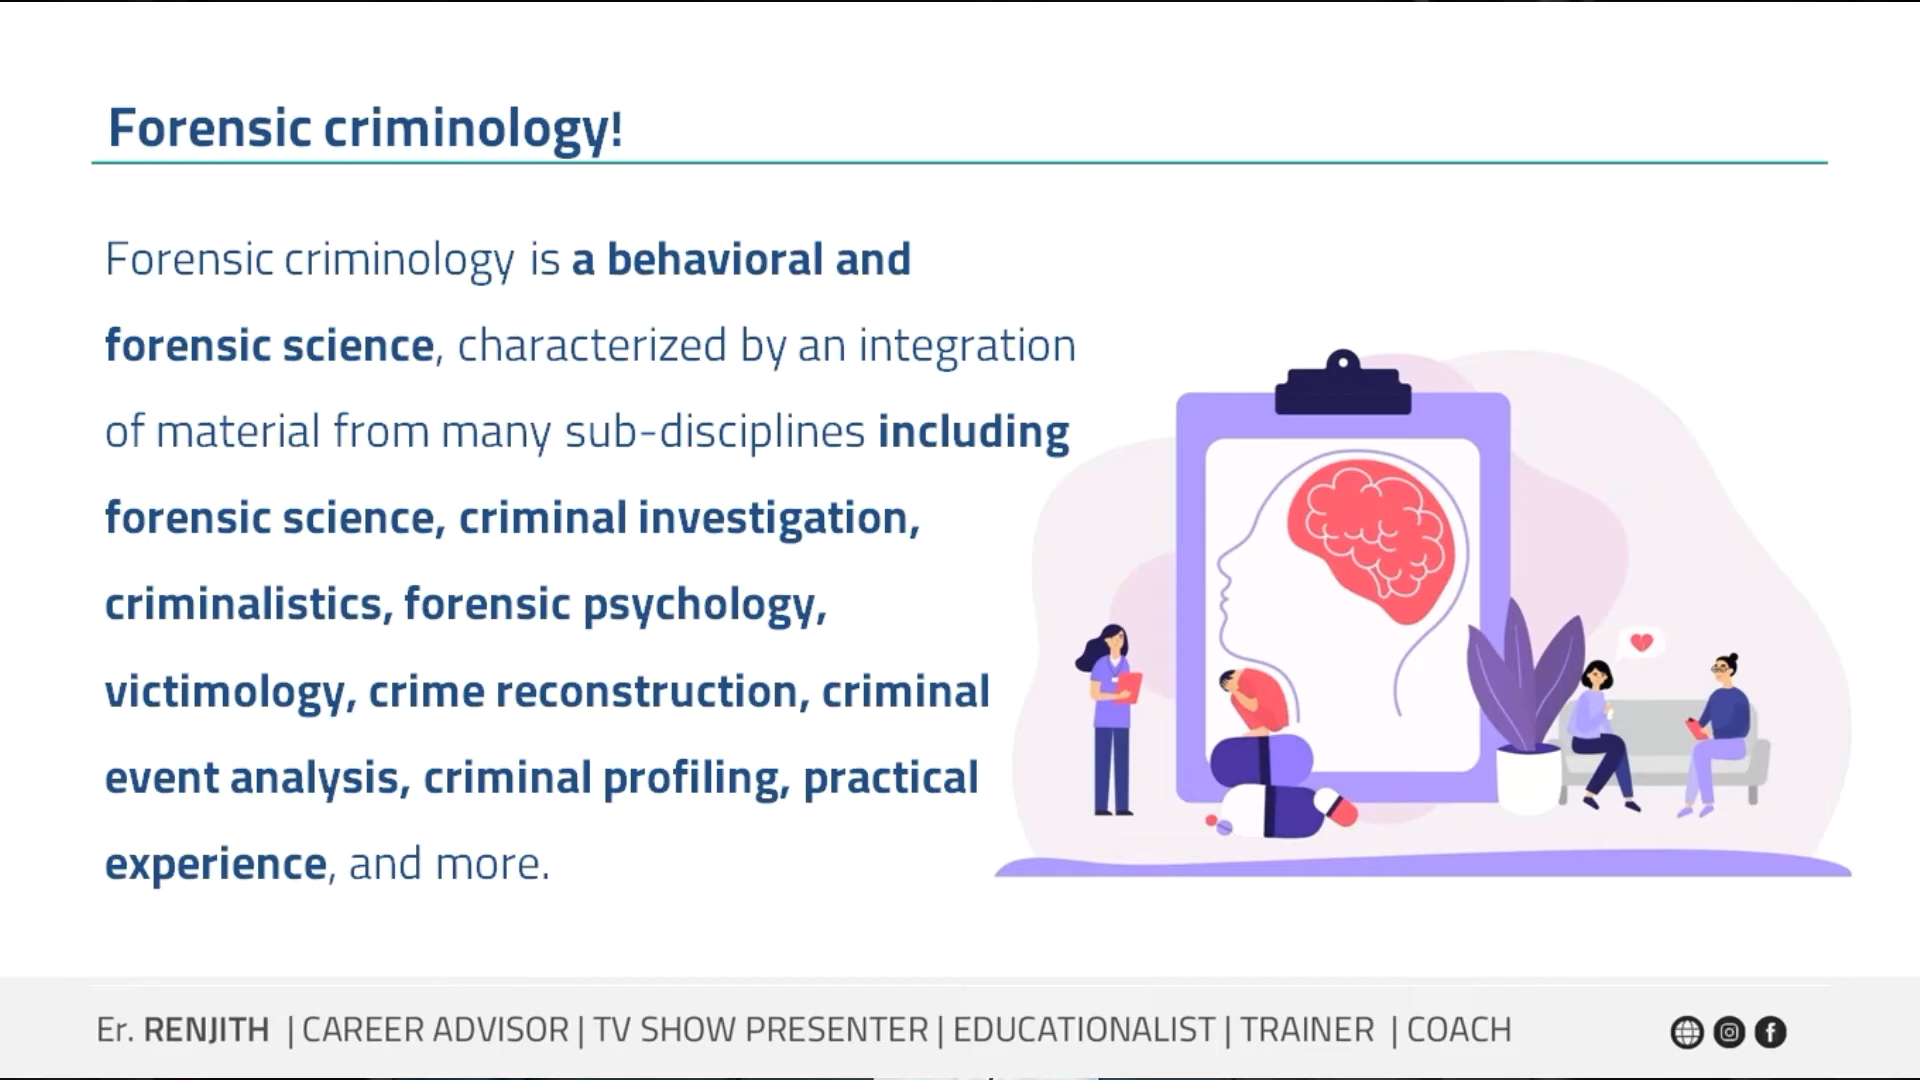 Forensic criminology!
Forensic criminology is a behavioral and
forensic science, characterized by an integration
of material from many sub-disciplines including
forensic science, criminal investigation,
criminalistics, forensic psychology,
victimology, crime reconstruction, criminal
event analysis, criminal profiling, practical
experience, and more.
Er. RENJITH | CAREER ADVISOR | TV SHOW PRESENTER | EDUCATIONALIST | TRAINER | COACH